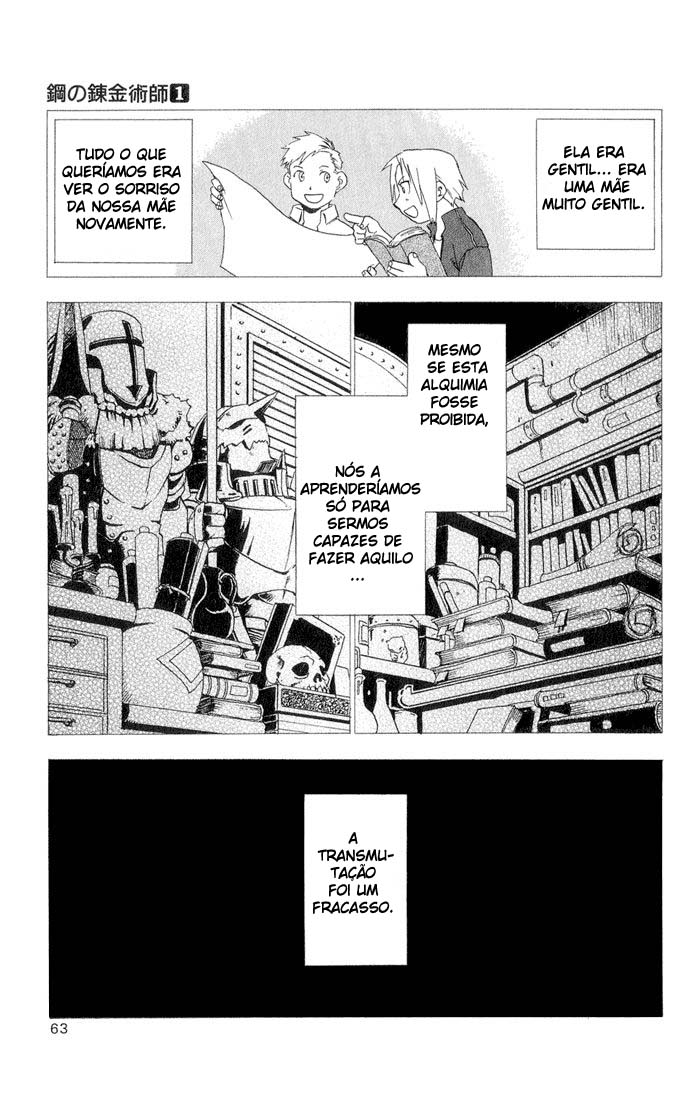 鋼の錬金術師1
ELA ERA
GENTIL... ERA
UMA MÃE
MUITO GENTIL.
TUDO O QUE
QUERÍAMOS ERA
VER O SORRISO
DA NOSSA MÃE
NOVAMENTE.
MESMO
SE ESTA
ALQUIMIA
FOSSE
PROIBIDA,
NÓS A
APRENDERÍAMOS
SÓ PARA
SERMOS
CAPAZES DE
FAZER AQUILO
...
A
TRANSMU-
TAÇÃO
FOI UM
FRACASSO.
63